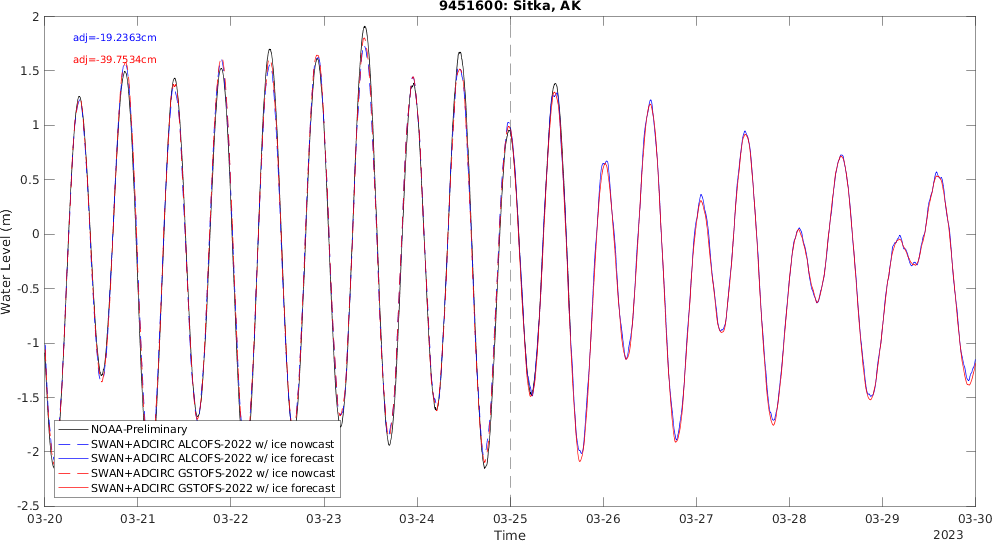 9451600: Sitka, AK
adj=-19.2363cm
adj=-39.7534cm
Water Level (m)
2
1.5
1
0.5
0
-0.5
-1
-1.5
-2
-2.5
NOAA-Preliminary
SWAN+ADCIRC ALCOFS-2022 w/ ice nowcast
SWAN+ADCIRC ALCOFS-2022 w/ ice forecast
SWAN+ADCIRC GSTOFS-2022 w/ ice nowcast
SWAN+ADCIRC GSTOFS-2022 w/ ice forecast
03-20 03-21 03-22 03-23 03-24 03-25 03-26 03-27 03-28 03-29 03-30
Time
2023